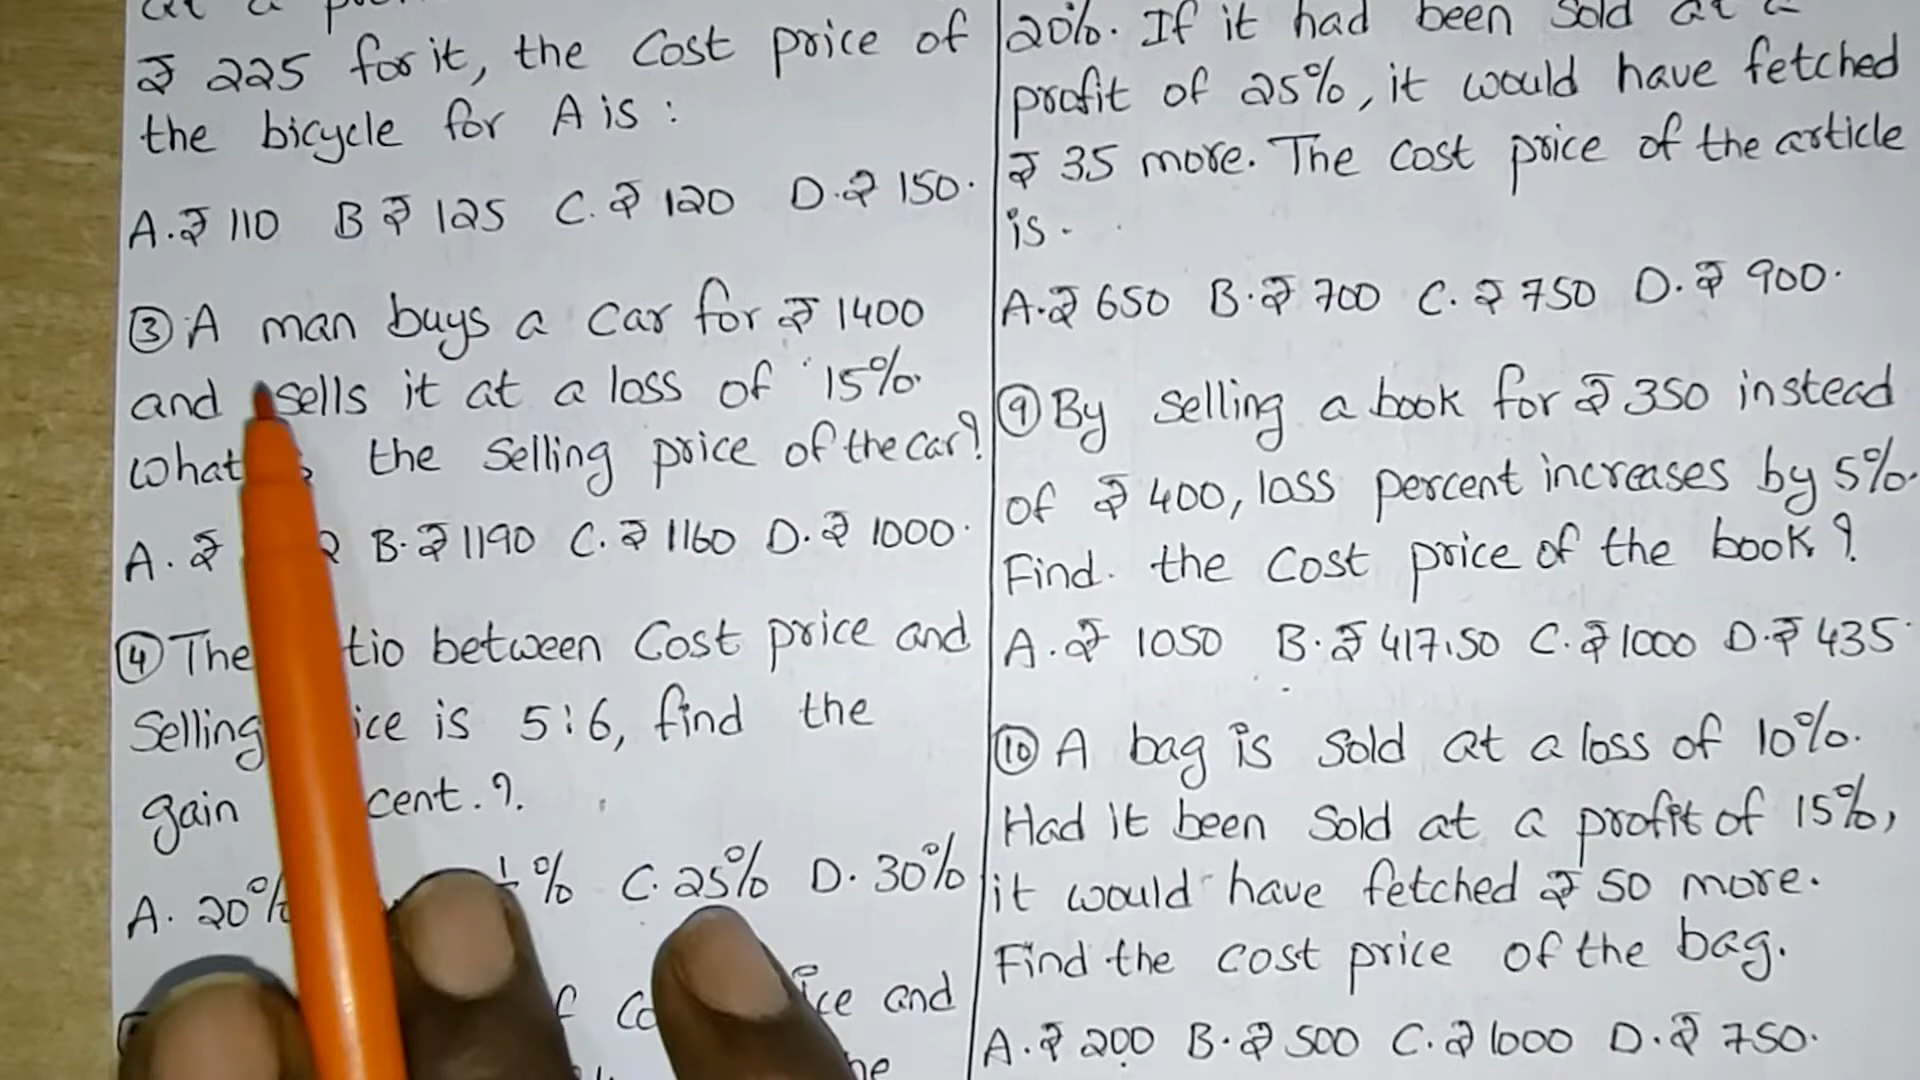 at a
₹ 225 for it, the Cost price of
the bicycle for A is :
A. ₹ 110 B ₹ 125 C. ₹ 120 D. ₹ 150.
③ A man buys a Car for ₹ 1400
and sells it at a loss of 15%.
What the Selling price of the car?
A. ₹ B. ₹ 1190 C. ₹ 1160 D. ₹ 1000.
④ The tio between Cost price and
Selling ice is 5:6, find the
gain cent.?
A. 20% % C. 25% D. 30%
ice and
20%. If it had been Sold at a
profit of 25%, it would have fetched
₹ 35 more. The cost price of the article
is.
A. ₹ 650 B. ₹ 700 C. ₹ 750 D. ₹ 900.
⑨ By Selling a book for ₹ 350 instead
of ₹ 400, loss percent increases by 5%.
Find. the Cost price of the book?
A. ₹ 1050 B. ₹ 417.50 C. ₹ 1000 D. ₹ 435
⑩ A bag is Sold at a loss of 10%.
Had it been Sold at a profit of 15%,
it would have fetched ₹ 50 more.
Find the cost price of the bag.
A. ₹ 200 B. ₹ 500 C. ₹ 1000 D. ₹ 750.